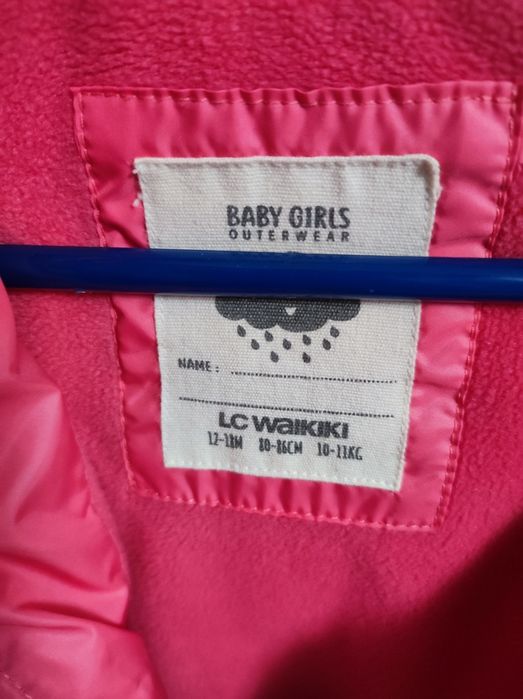 BABY GIRLS
OUTERWEAR
NAME :
LC WAIKIKI
12-18M 80-86CM 10-11KG